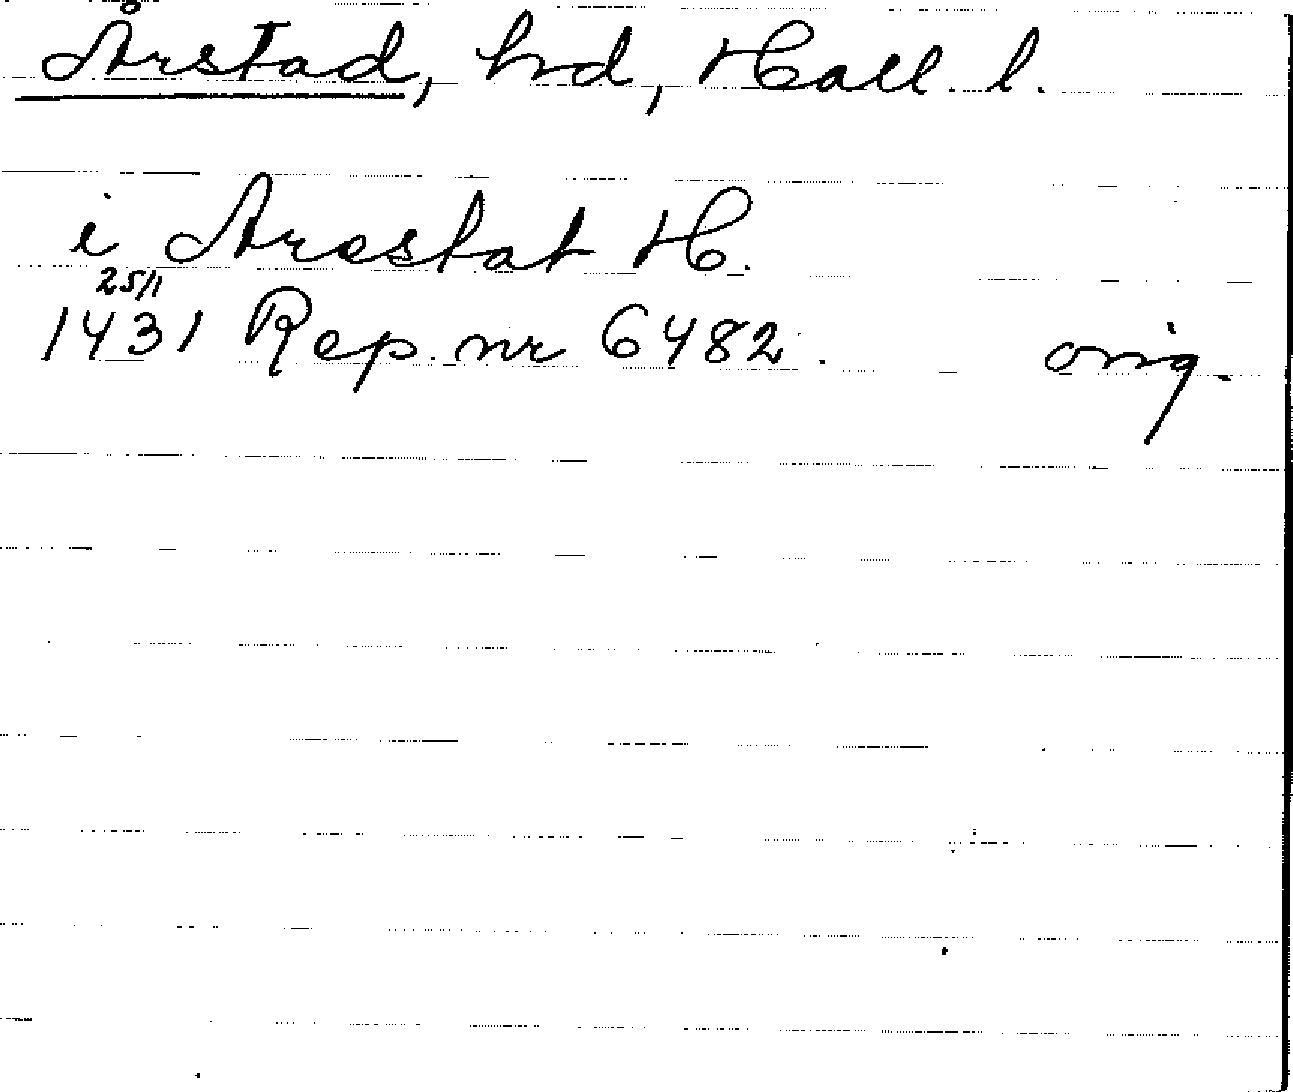 Årstad, hd, Hall. l.
i Arestat H.
25/1
1431 Rep. nr 6482. orig.